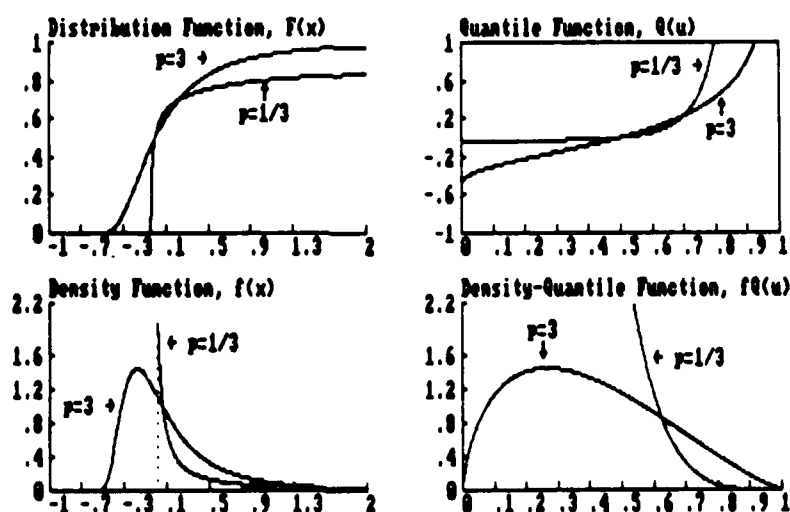 Distribution Function, F(x)
1
.8
.6
.4
.2
0
p=3
p=1/3
-1 -.7 -.3 .1 .5 .9 1.3 2
Quantile Function, Q(u)
1
.6
.2
-.2
-.6
-1
p=1/3
p=3
0 .1 .2 .3 .4 .5 .6 .7 .8 .9 1
Density Function, f(x)
2.2
1.6
1.2
.8
.4
0
p=1/3
p=3
-1 -.7 -.3 .1 .5 .9 1.3 2
Density-Quantile Function, fQ(u)
2.2
1.6
1.2
.8
.4
0
p=3
p=1/3
0 .1 .2 .3 .4 .5 .6 .7 .8 .9 1